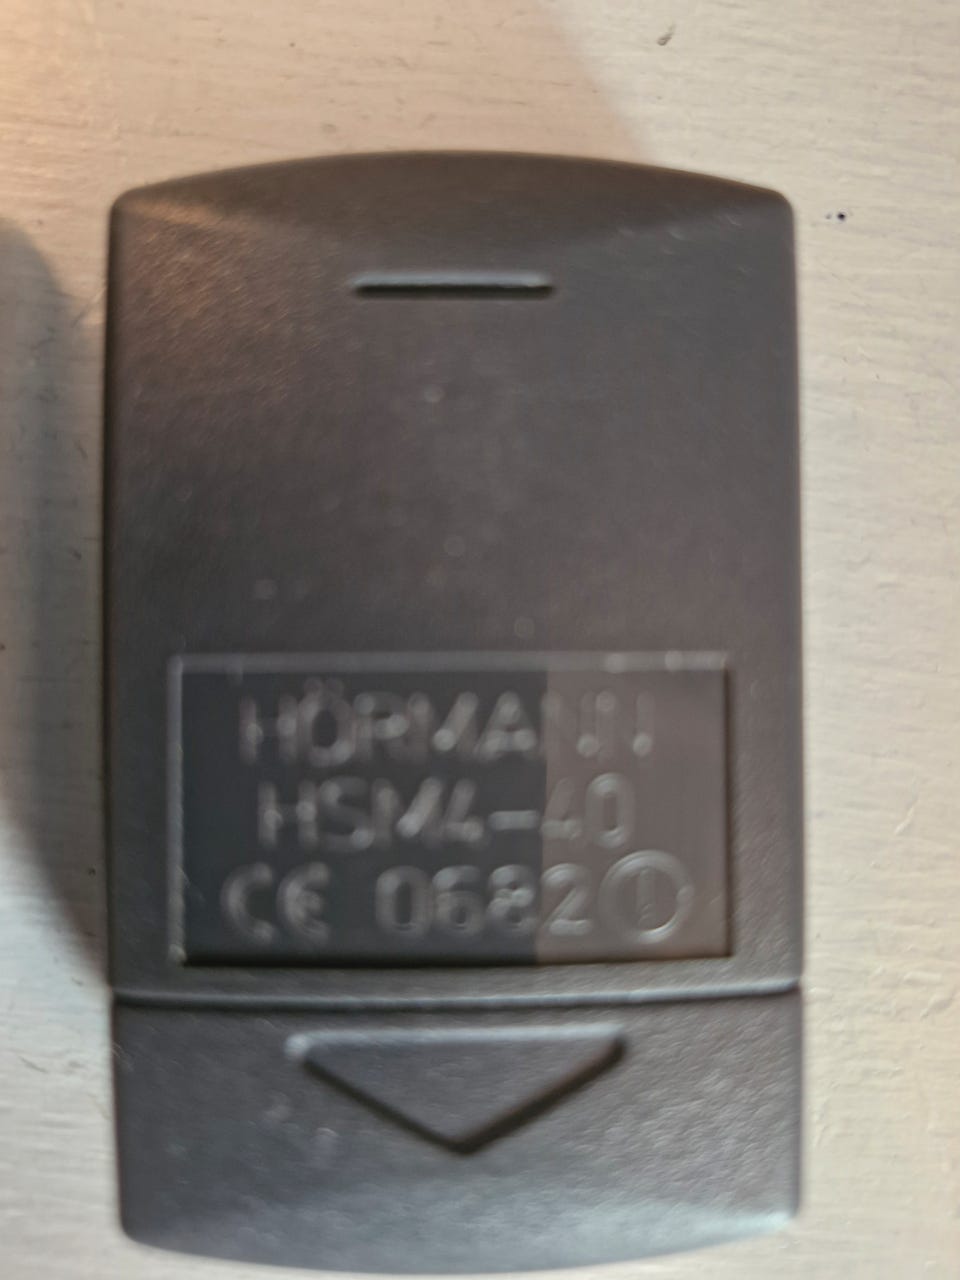 HÖRMANN
HSM4-40
CE 0682 !